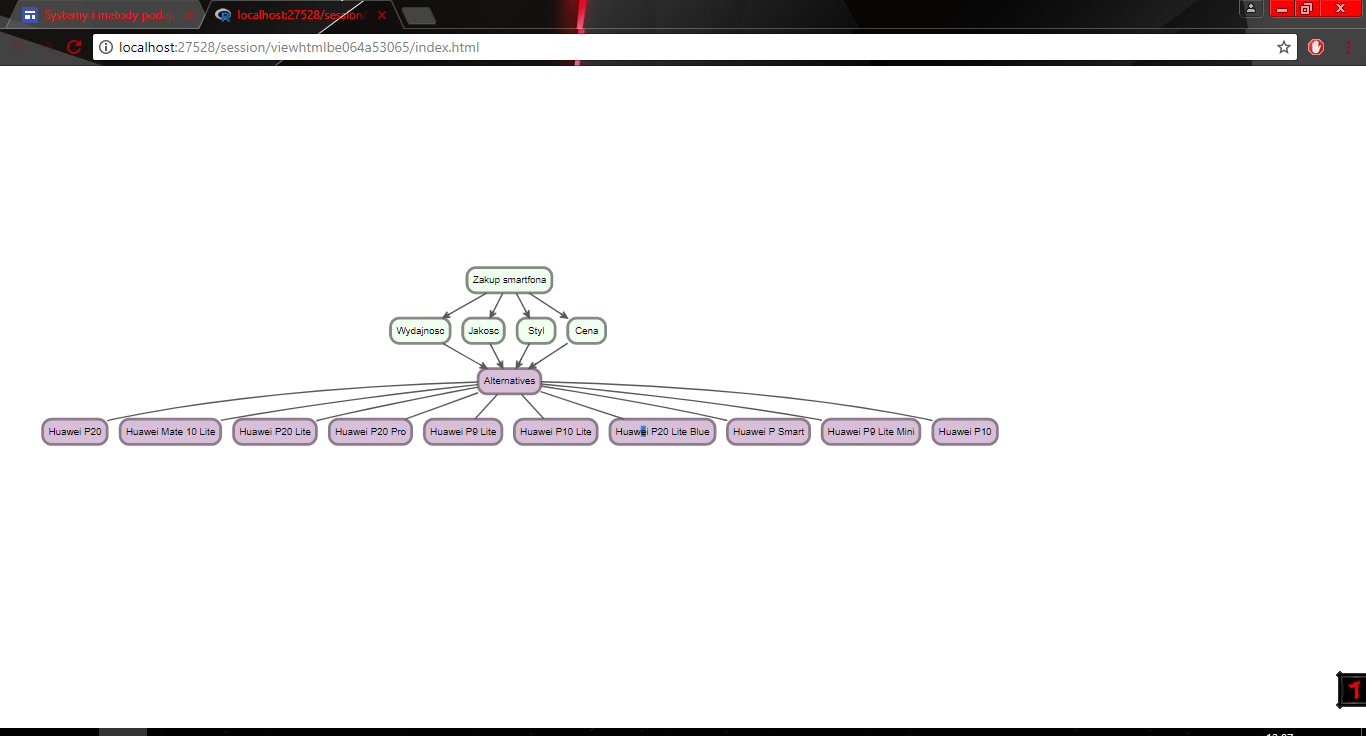 Systemy i metody podej
localhost:27528/session/
localhost:27528/session/viewhtmlbe064a53065/index.html
Zakup smartfona
Wydajnosc Jakosc Styl Cena
Alternatives
Huawei P20 Huawei Mate 10 Lite Huawei P20 Lite Huawei P20 Pro Huawei P9 Lite Huawei P10 Lite Huawei P20 Lite Blue Huawei P Smart Huawei P9 Lite Mini Huawei P10